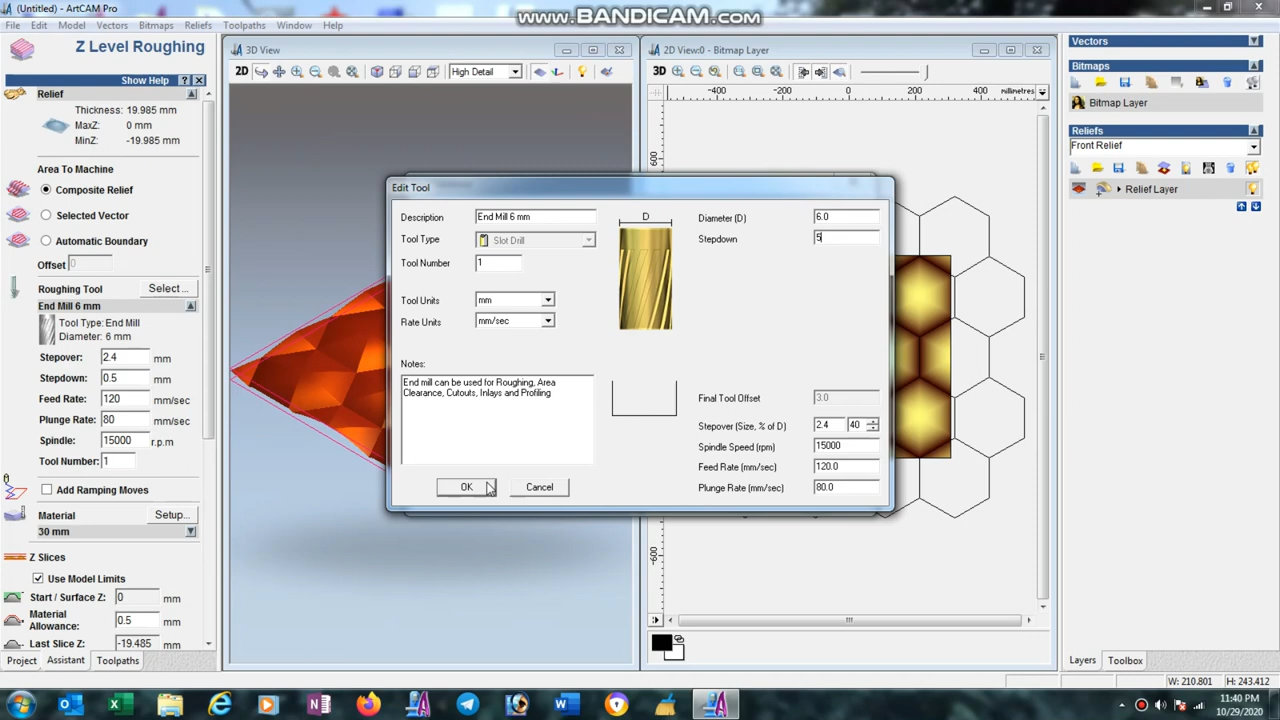 (Untitled) - ArtCAM Pro
www.BANDICAM.com
File Edit Model Vectors Bitmaps Reliefs Toolpaths Window Help
Z Level Roughing
Show Help ?
Relief
Thickness: 19.985 mm
MaxZ: 0 mm
MinZ: -19.985 mm
Area To Machine
Composite Relief
Selected Vector
Automatic Boundary
Offset 0
Roughing Tool Select ...
End Mill 6 mm
Tool Type: End Mill
Diameter: 6 mm
Stepover: 2.4 mm
Stepdown: 0.5 mm
Feed Rate: 120 mm/sec
Plunge Rate: 80 mm/sec
Spindle: 15000 r.p.m
Tool Number: 1
Add Ramping Moves
Material Setup...
30 mm
Z Slices
Use Model Limits
Start / Surface Z: 0 mm
Material Allowance: 0.5 mm
Last Slice Z: -19.485 mm
Project Assistant Toolpaths
3D View
2D High Detail
Edit Tool
Description End Mill 6 mm
Tool Type Slot Drill
Tool Number 1
Tool Units mm
Rate Units mm/sec
Notes:
End mill can be used for Roughing, Area
Clearance, Cutouts, Inlays and Profiling
OK Cancel
D
Diameter (D) 6.0
Stepdown 5
Final Tool Offset 3.0
Stepover (Size, % of D) 2.4 40
Spindle Speed (rpm) 15000
Feed Rate (mm/sec) 120.0
Plunge Rate (mm/sec) 80.0
2D View:0 - Bitmap Layer
3D
-400 -200 0 200 400 millimetres
600
-600
Vectors
Bitmaps
Bitmap Layer
Reliefs
Front Relief
Relief Layer
Layers Toolbox
W: 210.801 H: 243.412
11:40 PM
10/29/2020